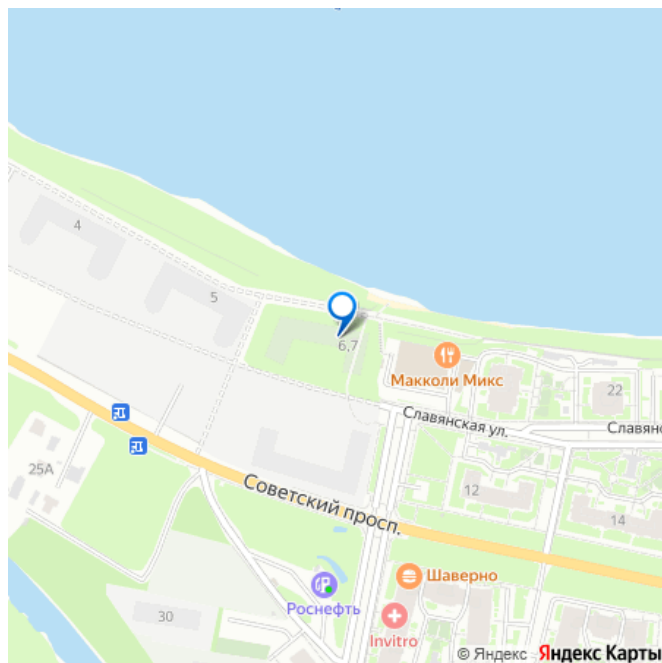 4
5
6,7
Макколи Микс
22
Славянская ул.
Славянс
25А
Советский просп.
12
14
Шаверно
Роснефть
30
Invitro
© Яндекс Яндекс Карты